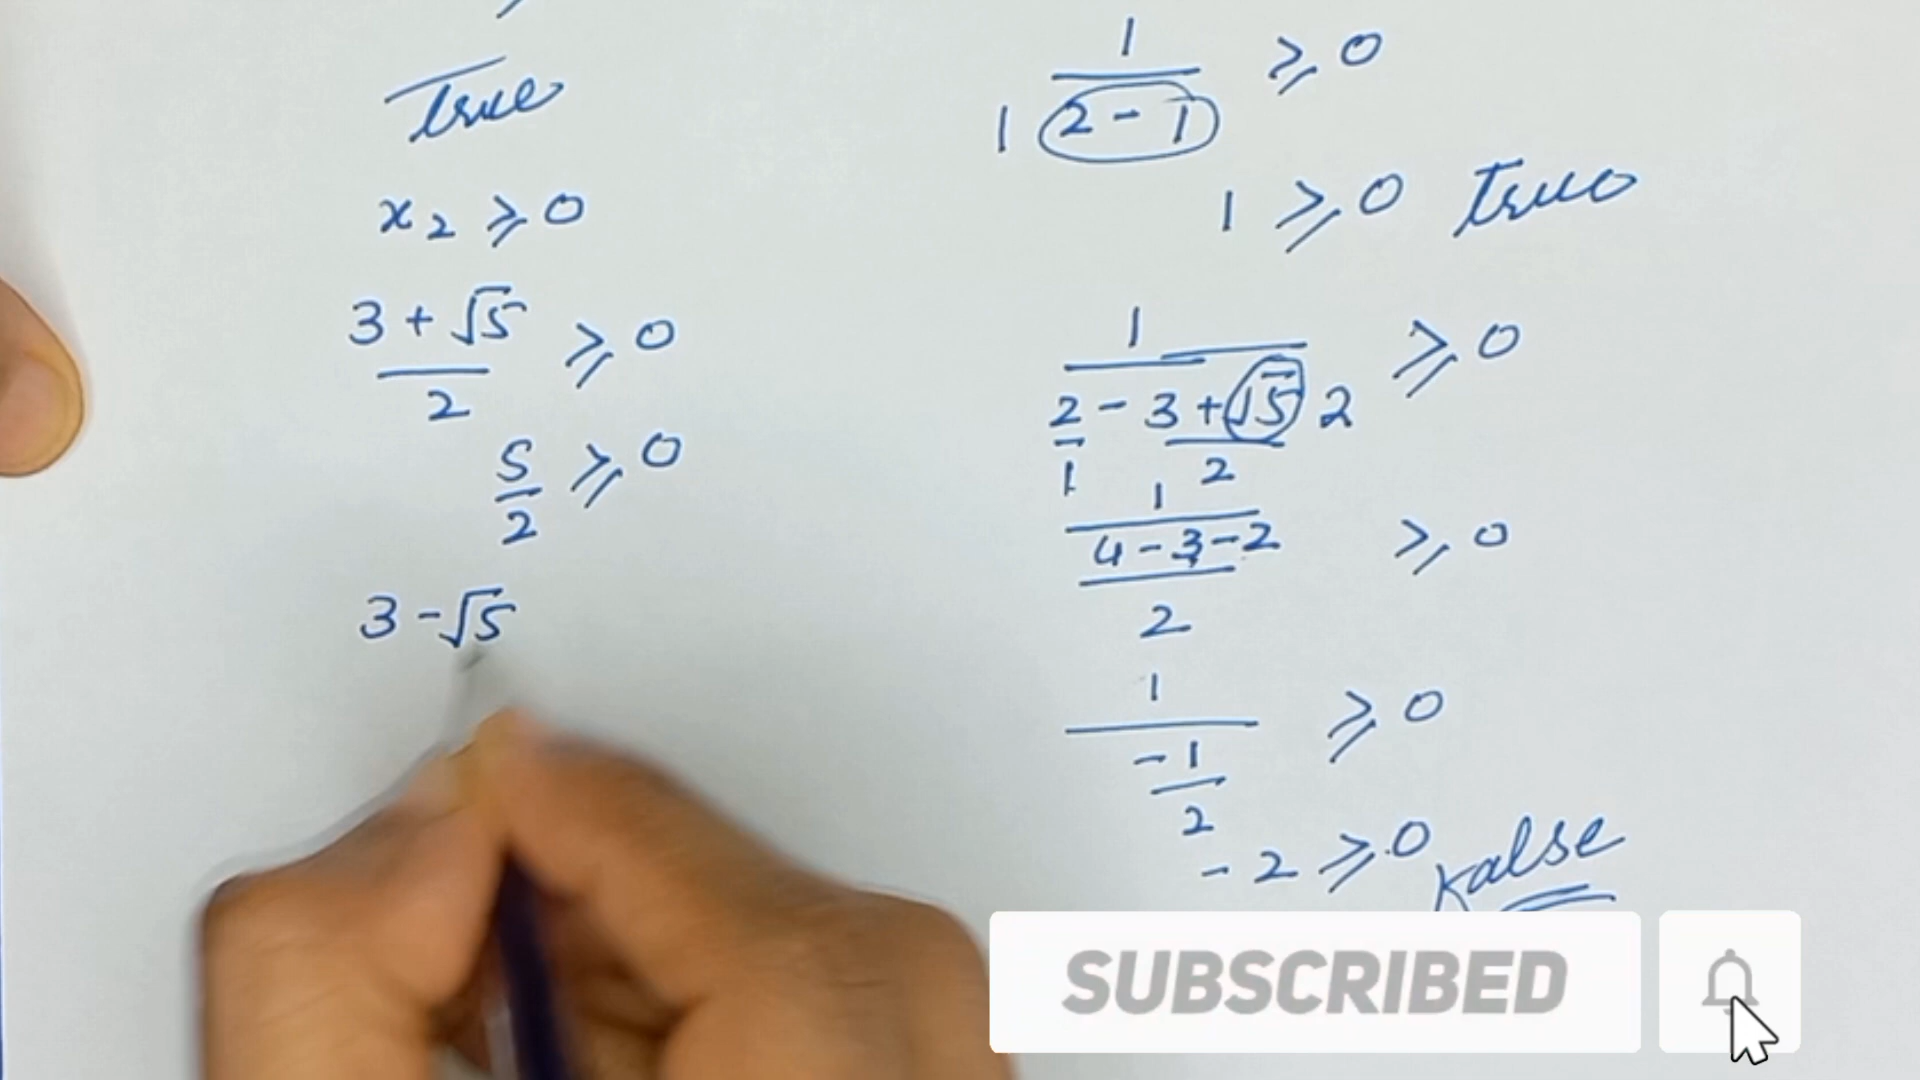 True
x₂ ≥ 0
3 + √5 / 2 ≥ 0
5/2 ≥ 0
3 - √5
1 / 2 - 1 ≥ 0
1
1 ≥ 0 True
1 / 2/1 - 3 + √5 / 2 ≥ 0
2
1 / 4 - 3 - 2 / 2 ≥ 0
1 / -1/2 ≥ 0
-2 ≥ 0 False
SUBSCRIBED